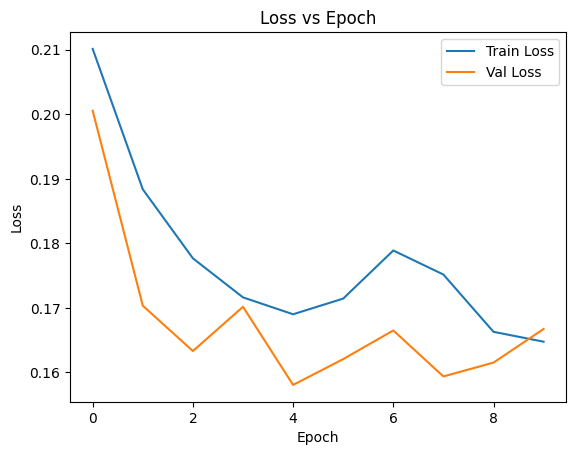 Loss vs Epoch
Train Loss
Val Loss
0.21
0.20
0.19
0.18
0.17
0.16
Loss
0 2 4 6 8
Epoch